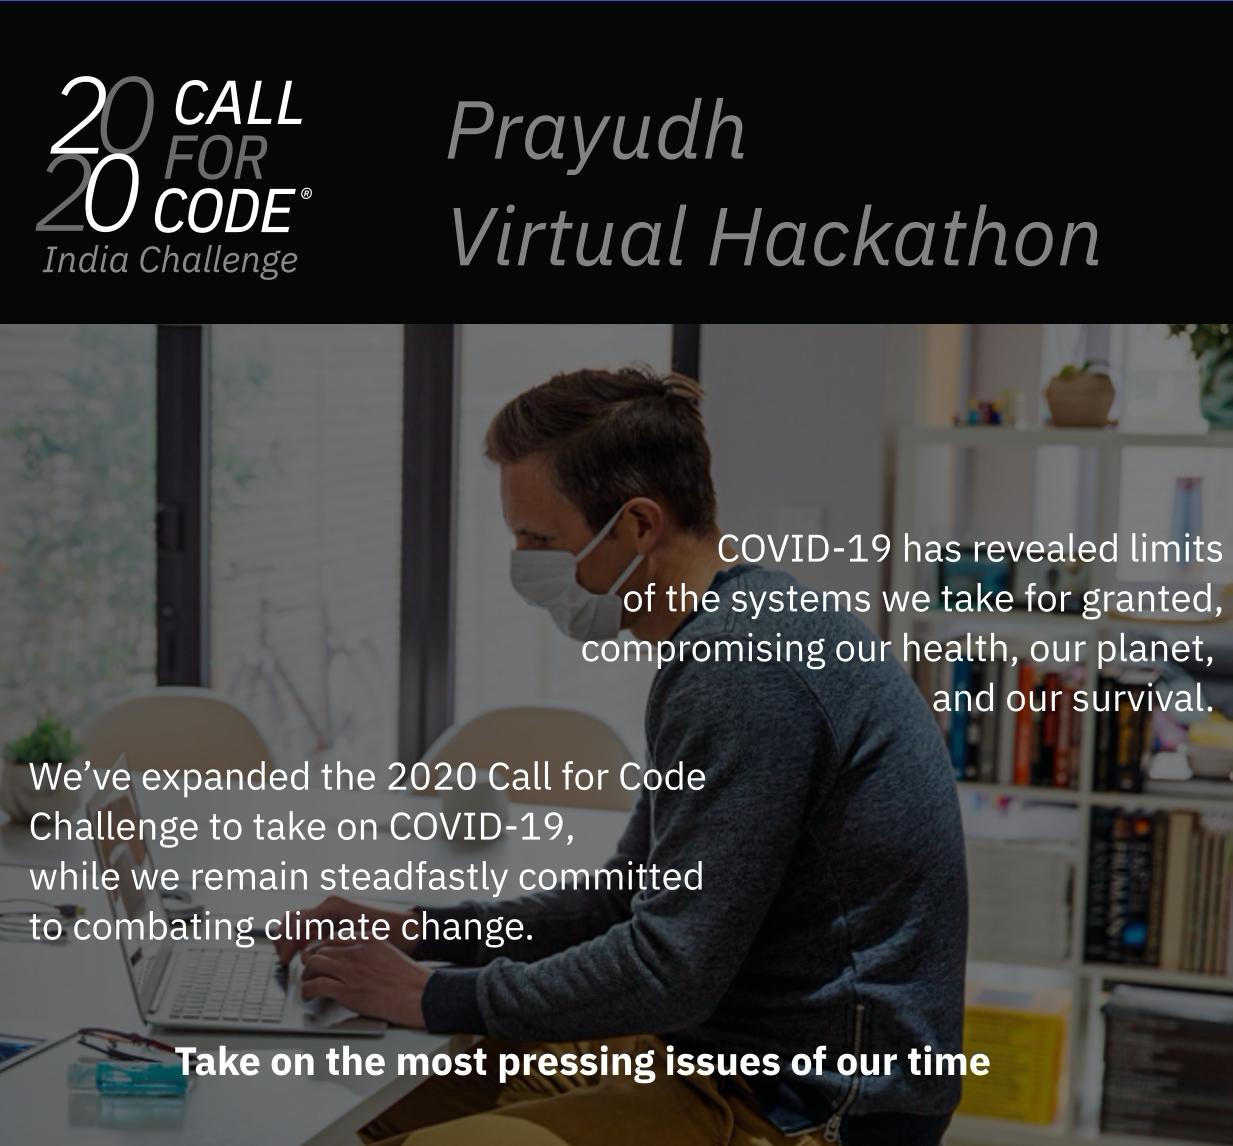 2020 CALL
FOR
CODE®
India Challenge
Prayudh
Virtual Hackathon
COVID-19 has revealed limits
of the systems we take for granted,
compromising our health, our planet,
and our survival.
We’ve expanded the 2020 Call for Code
Challenge to take on COVID-19,
while we remain steadfastly committed
to combating climate change.
Take on the most pressing issues of our time